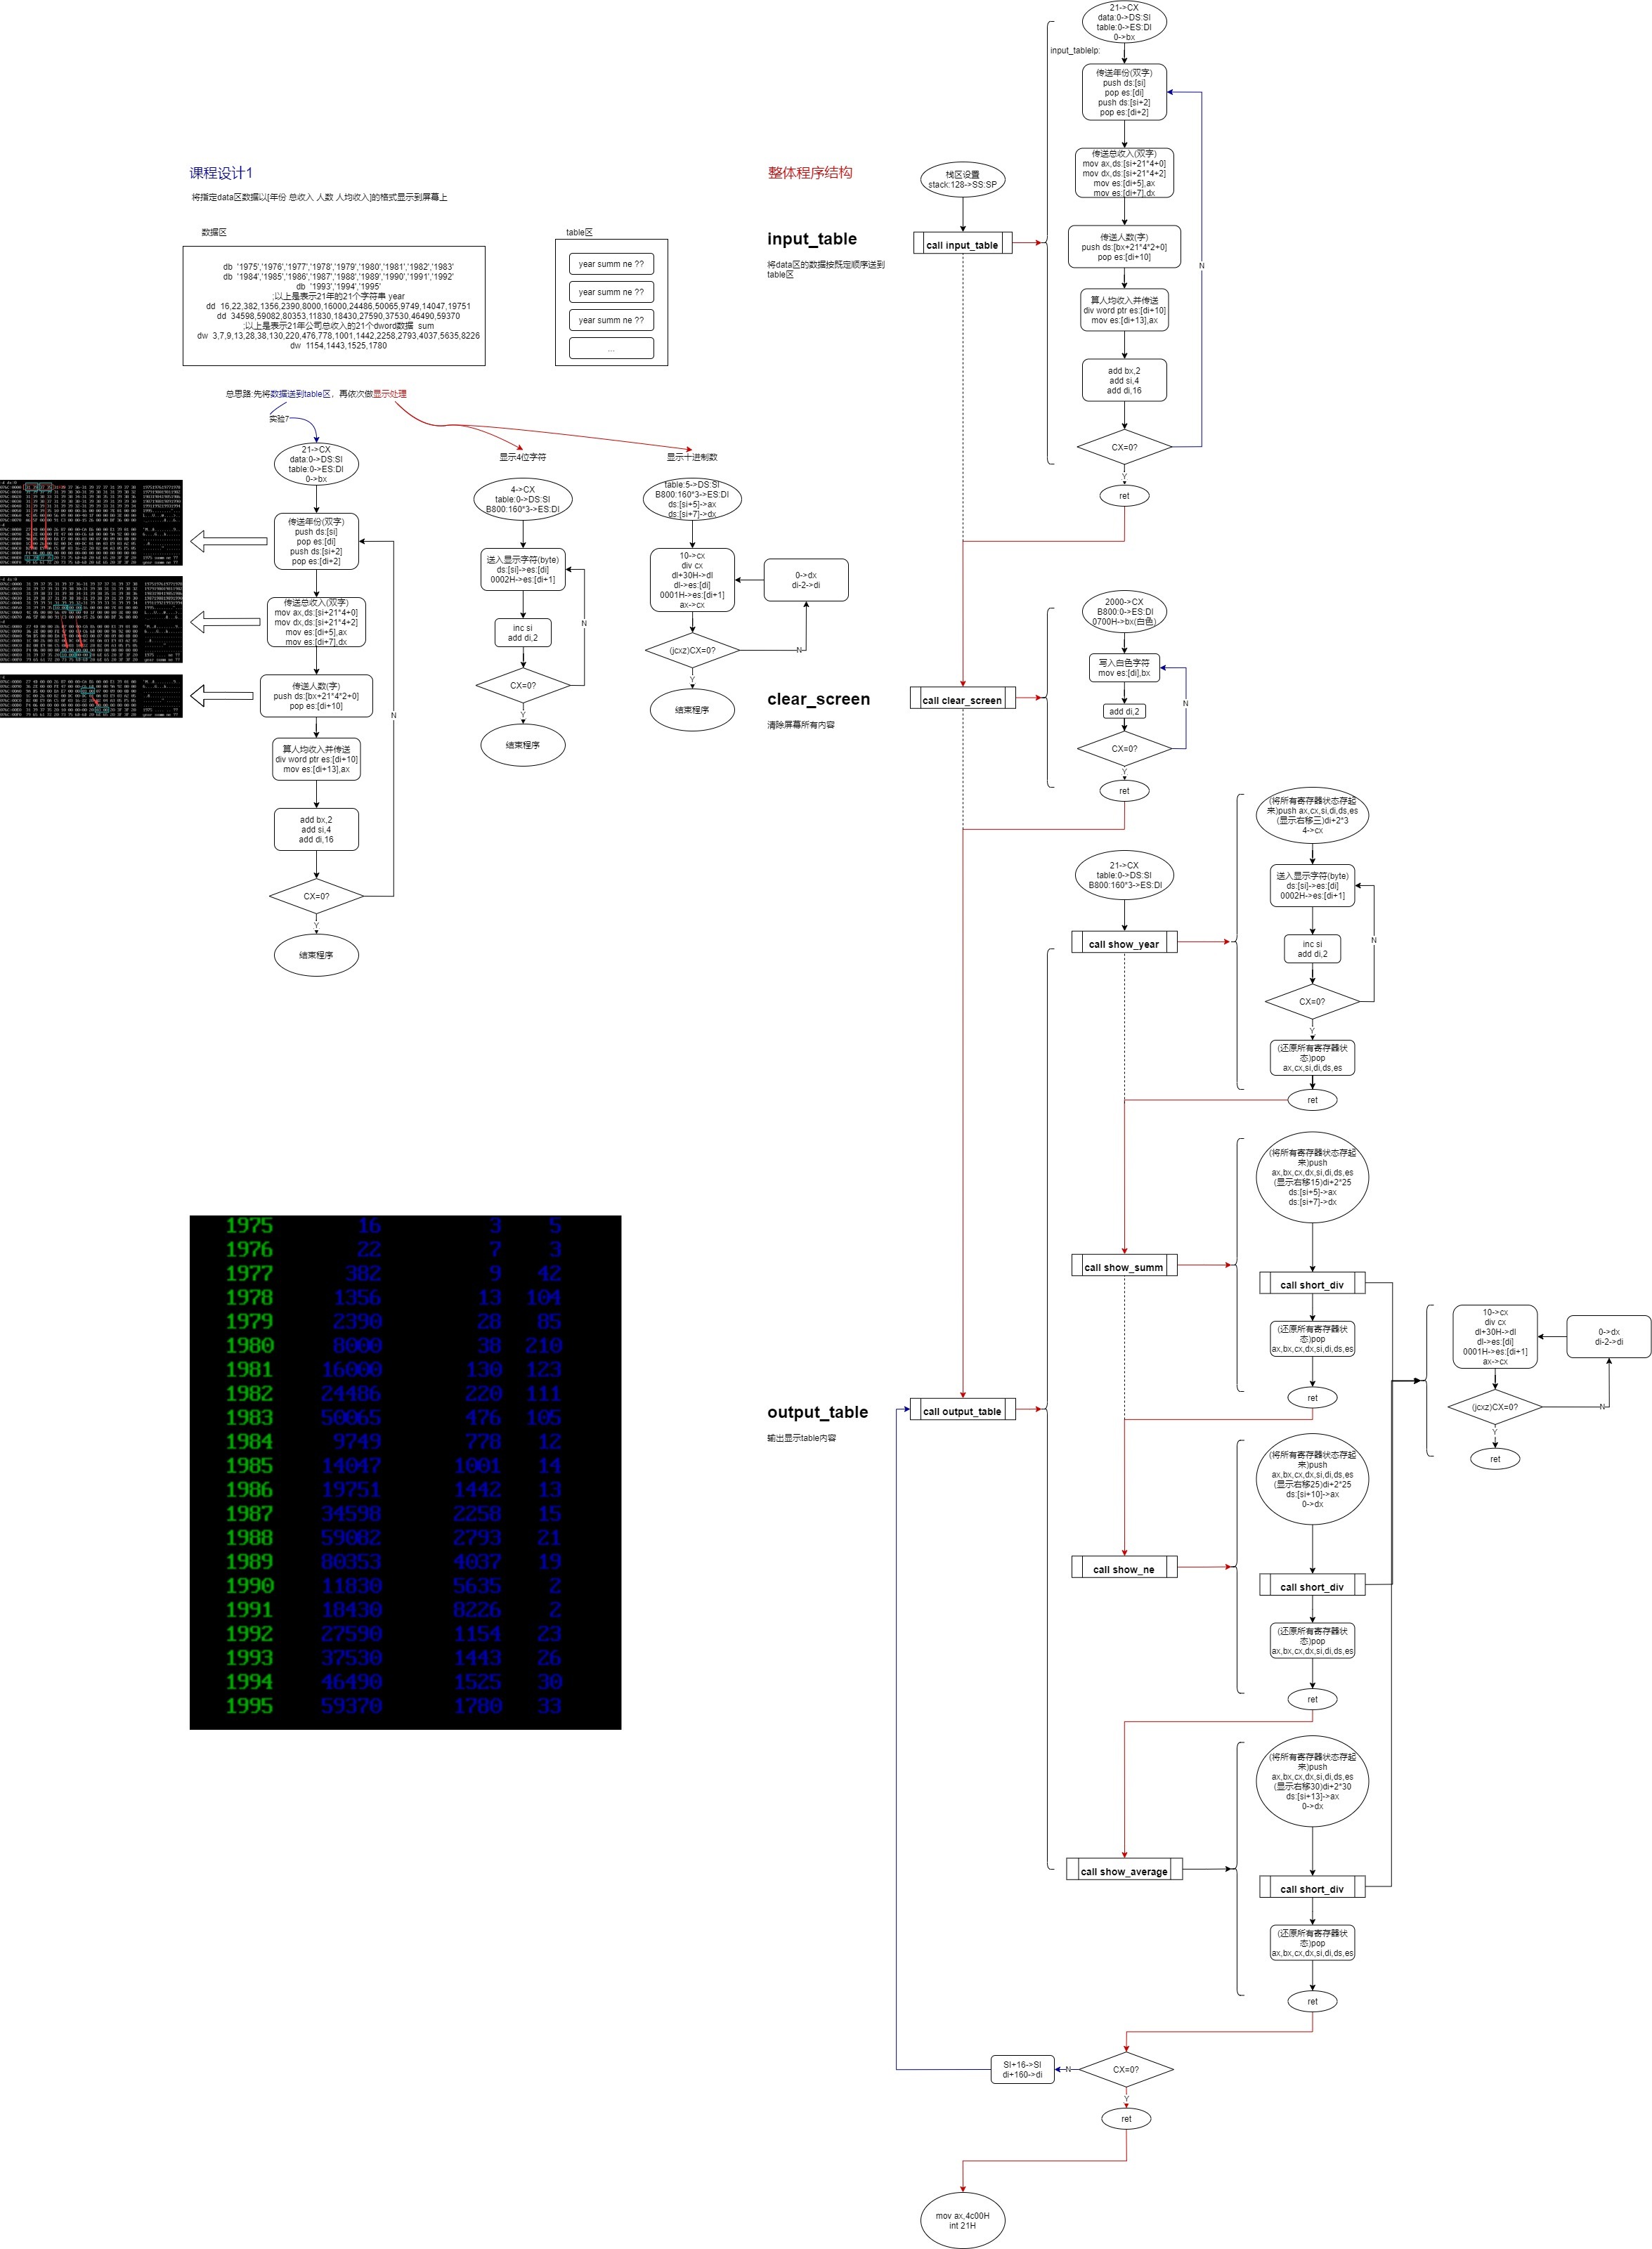 课程设计1
将指定data区数据以[年份 总收入 人数 人均收入]的格式显示到屏幕上
数据区
db '1975','1976','1977','1978','1979','1980','1981','1982','1983'
db '1984','1985','1986','1987','1988','1989','1990','1991','1992'
db '1993','1994','1995'
;以上是表示21年的21个字符串 year
dd 16,22,382,1356,2390,8000,16000,24486,50065,9749,14047,19751
dd 34598,59082,80353,11830,18430,27590,37530,46490,59370
;以上是表示21年公司总收入的21个dword数据 sum
dw 3,7,9,13,28,38,130,220,476,778,1001,1442,2258,2793,4037,5635,8226
dw 1154,1443,1525,1780
table区
year summ ne ??
year summ ne ??
year summ ne ??
...
总思路:先将数据送到table区，再依次做显示处理
实验7
21->CX
data:0->DS:SI
table:0->ES:DI
0->bx
传送年份(双字)
push ds:[si]
pop es:[di]
push ds:[si+2]
pop es:[di+2]
传送总收入(双字)
mov ax,ds:[si+21*4+0]
mov dx,ds:[si+21*4+2]
mov es:[di+5],ax
mov es:[di+7],dx
传送人数(字)
push ds:[bx+21*4*2+0]
pop es:[di+10]
算人均收入并传送
div word ptr es:[di+10]
mov es:[di+13],ax
add bx,2
add si,4
add di,16
CX=0?
N
Y
结束程序
显示4位字符
4->CX
table:0->DS:SI
B800:160*3->ES:DI
送入显示字符(byte)
ds:[si]->es:[di]
0002H->es:[di+1]
inc si
add di,2
CX=0?
N
Y
结束程序
显示十进制数
table:5->DS:SI
B800:160*3->ES:DI
ds:[si+5]->ax
ds:[si+7]->dx
10->cx
div cx
dl+30H->dl
dl->es:[di]
0001H->es:[di+1]
ax->cx
0->dx
di-2->di
(jcxz)CX=0?
N
Y
结束程序
1975 16 3 5
1976 22 7 3
1977 382 9 42
1978 1356 13 104
1979 2390 28 85
1980 8000 38 210
1981 16000 130 123
1982 24486 220 111
1983 50065 476 105
1984 9749 778 12
1985 14047 1001 14
1986 19751 1442 13
1987 34598 2258 15
1988 59082 2793 21
1989 80353 4037 19
1990 11830 5635 2
1991 18430 8226 2
1992 27590 1154 23
1993 37530 1443 26
1994 46490 1525 30
1995 59370 1780 33
整体程序结构
栈区设置
stack:128->SS:SP
input_table
将data区的数据按既定顺序送到
table区
call input_table
21->CX
data:0->DS:SI
table:0->ES:DI
0->bx
input_tablelp:
传送年份(双字)
push ds:[si]
pop es:[di]
push ds:[si+2]
pop es:[di+2]
传送总收入(双字)
mov ax,ds:[si+21*4+0]
mov dx,ds:[si+21*4+2]
mov es:[di+5],ax
mov es:[di+7],dx
传送人数(字)
push ds:[bx+21*4*2+0]
pop es:[di+10]
算人均收入并传送
div word ptr es:[di+10]
mov es:[di+13],ax
add bx,2
add si,4
add di,16
CX=0?
N
Y
ret
clear_screen
清除屏幕所有内容
call clear_screen
2000->CX
B800:0->ES:DI
0700H->bx(白色)
写入白色字符
mov es:[di],bx
add di,2
CX=0?
N
Y
ret
output_table
输出显示table内容
call output_table
21->CX
table:0->DS:SI
B800:160*3->ES:DI
call show_year
(将所有寄存器状态存起
来)push ax,cx,si,di,ds,es
(显示右移三)di+2*3
4->cx
送入显示字符(byte)
ds:[si]->es:[di]
0002H->es:[di+1]
inc si
add di,2
CX=0?
N
Y
(还原所有寄存器状
态)pop
ax,cx,si,di,ds,es
ret
call show_summ
(将所有寄存器状态存起
来)push
ax,bx,cx,dx,si,di,ds,es
(显示右移15)di+2*25
ds:[si+5]->ax
ds:[si+7]->dx
call short_div
(还原所有寄存器状
态)pop
ax,bx,cx,dx,si,di,ds,es
ret
10->cx
div cx
dl+30H->dl
dl->es:[di]
0001H->es:[di+1]
ax->cx
0->dx
di-2->di
(jcxz)CX=0?
N
Y
ret
call show_ne
(将所有寄存器状态存起
来)push
ax,bx,cx,dx,si,di,ds,es
(显示右移25)di+2*25
ds:[si+10]->ax
0->dx
call short_div
(还原所有寄存器状
态)pop
ax,bx,cx,dx,si,di,ds,es
ret
call show_average
(将所有寄存器状态存起
来)push
ax,bx,cx,dx,si,di,ds,es
(显示右移30)di+2*30
ds:[si+13]->ax
0->dx
call short_div
(还原所有寄存器状
态)pop
ax,bx,cx,dx,si,di,ds,es
ret
SI+16->SI
di+160->di
N
CX=0?
Y
ret
mov ax,4c00H
int 21H